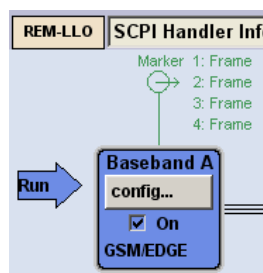 REM-LLO SCPI Handler
Marker 1: Frame
2: Frame
3: Frame
4: Frame
Baseband A
Run config...
On
GSM/EDGE